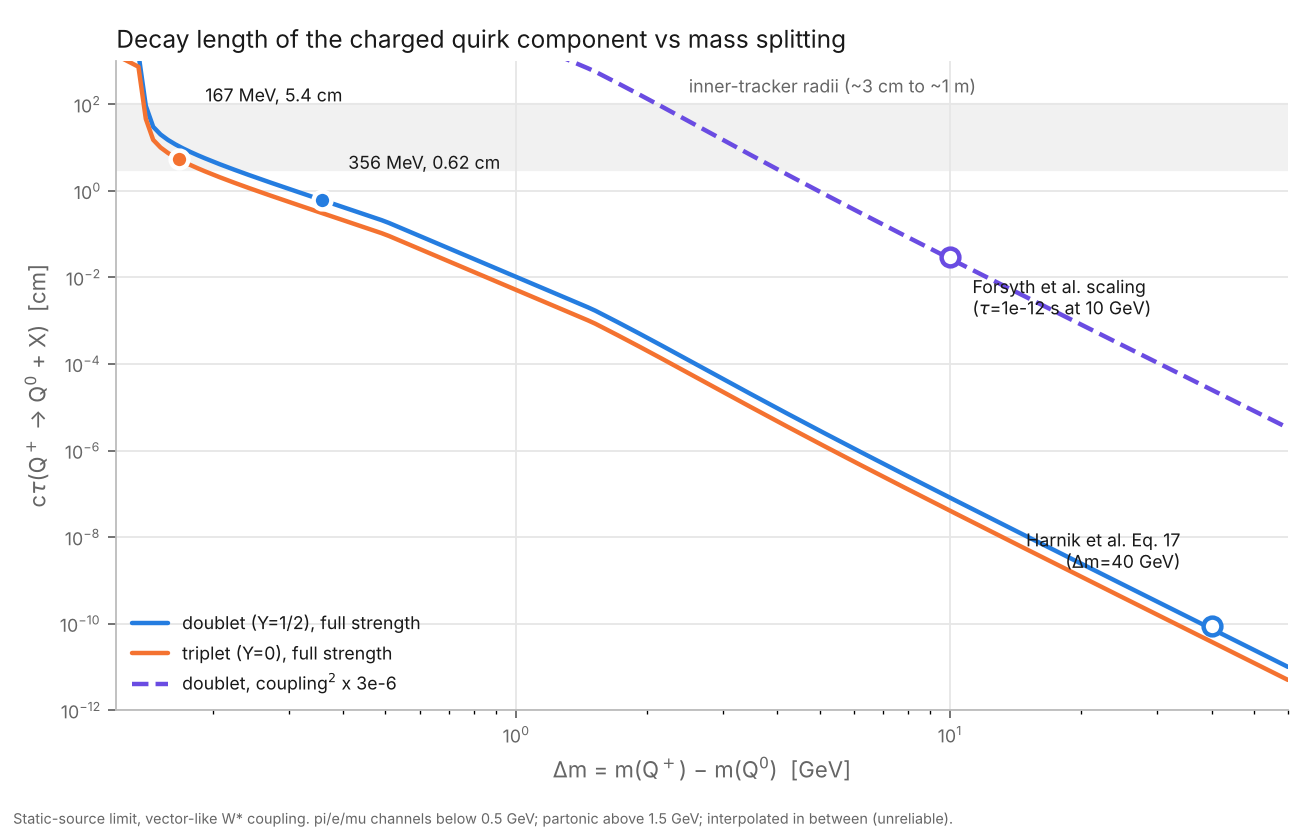 Decay length of the charged quirk component vs mass splitting
167 MeV, 5.4 cm
inner-tracker radii (~3 cm to ~1 m)
356 MeV, 0.62 cm
Forsyth et al. scaling
(τ=1e-12 s at 10 GeV)
Harnik et al. Eq. 17
(Δm=40 GeV)
cτ(Q⁺ → Q⁰ + X) [cm]
10²
10⁰
10⁻²
10⁻⁴
10⁻⁶
10⁻⁸
10⁻¹⁰
10⁻¹²
doublet (Y=1/2), full strength
triplet (Y=0), full strength
doublet, coupling² x 3e-6
10⁰
10¹
Δm = m(Q⁺) − m(Q⁰) [GeV]
Static-source limit, vector-like W* coupling. pi/e/mu channels below 0.5 GeV; partonic above 1.5 GeV; interpolated in between (unreliable).